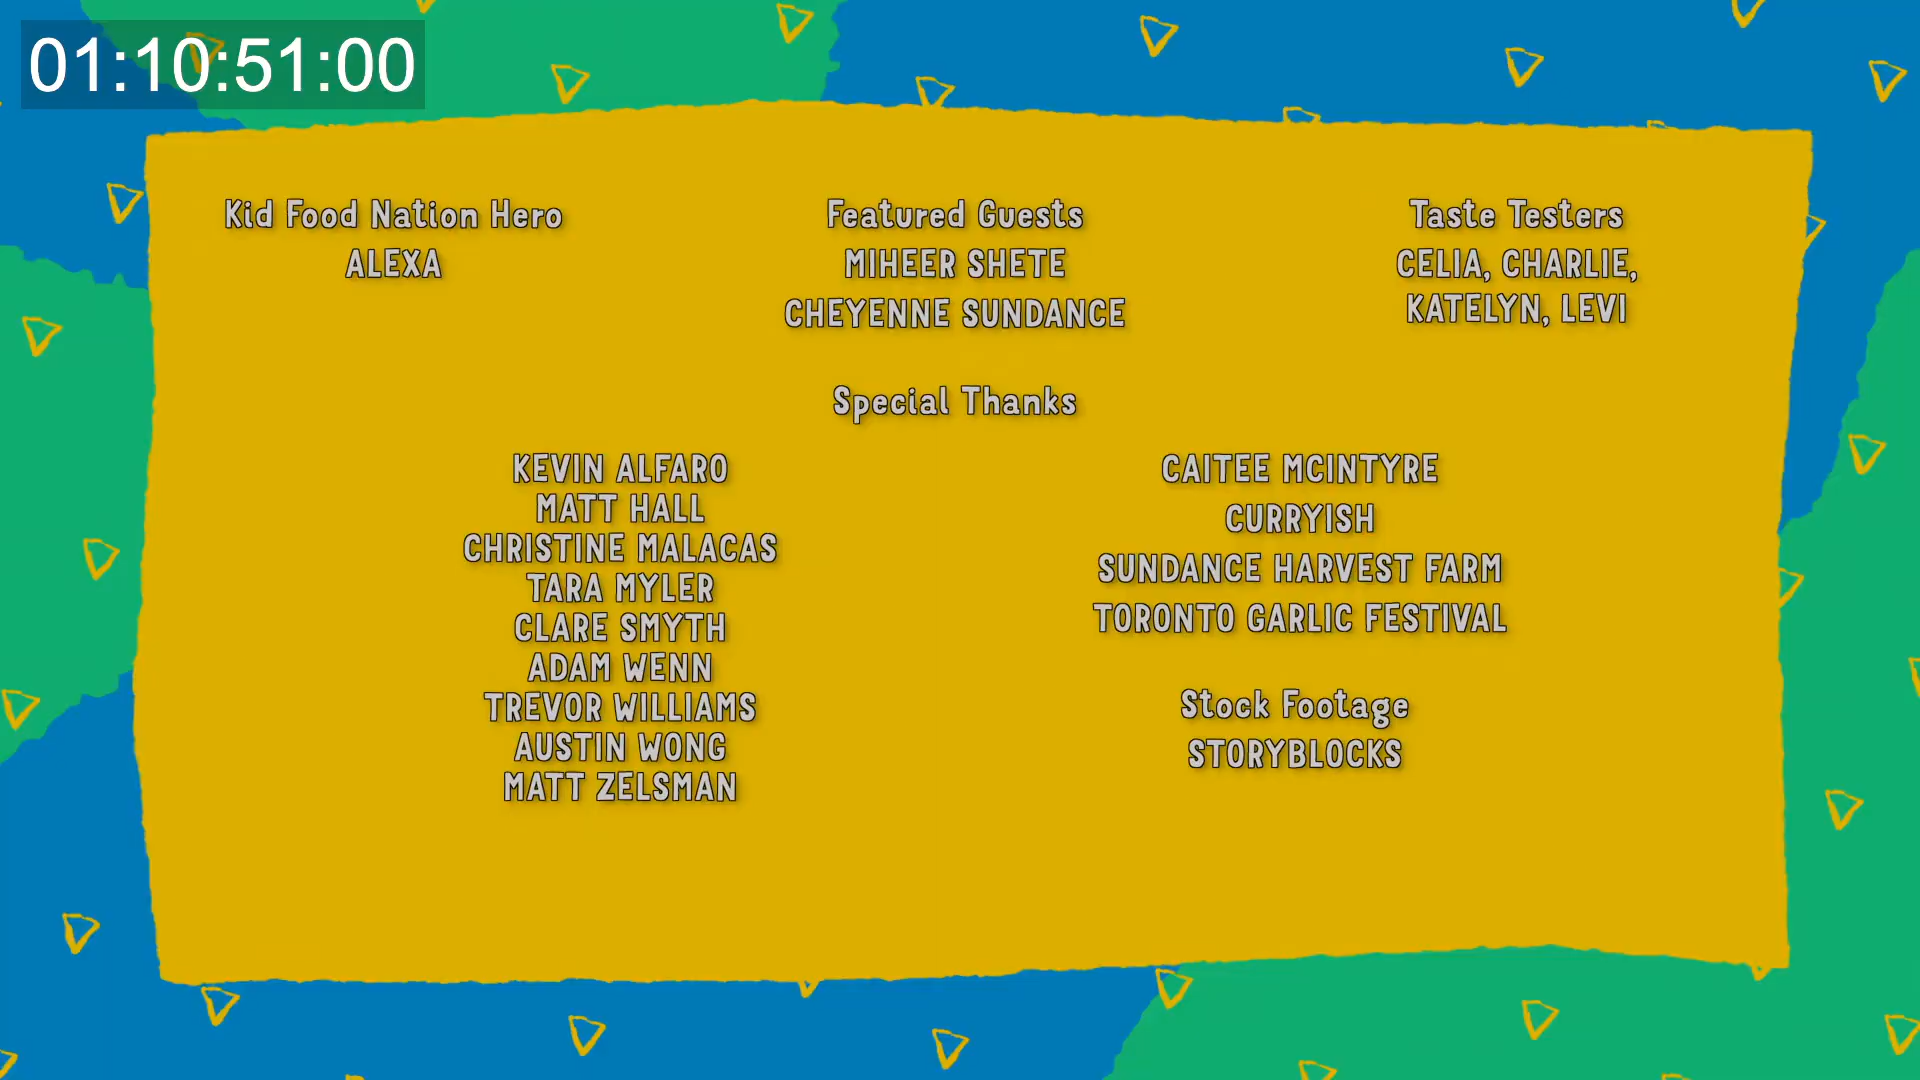 01:10:51:00
Kid Food Nation Hero
ALEXA
Featured Guests
MIHEER SHETE
CHEYENNE SUNDANCE
Taste Testers
CELIA, CHARLIE,
KATELYN, LEVI
Special Thanks
KEVIN ALFARO
MATT HALL
CHRISTINE MALACAS
TARA MYLER
CLARE SMYTH
ADAM WENN
TREVOR WILLIAMS
AUSTIN WONG
MATT ZELSMAN
CAITEE MCINTYRE
CURRYISH
SUNDANCE HARVEST FARM
TORONTO GARLIC FESTIVAL
Stock Footage
STORYBLOCKS